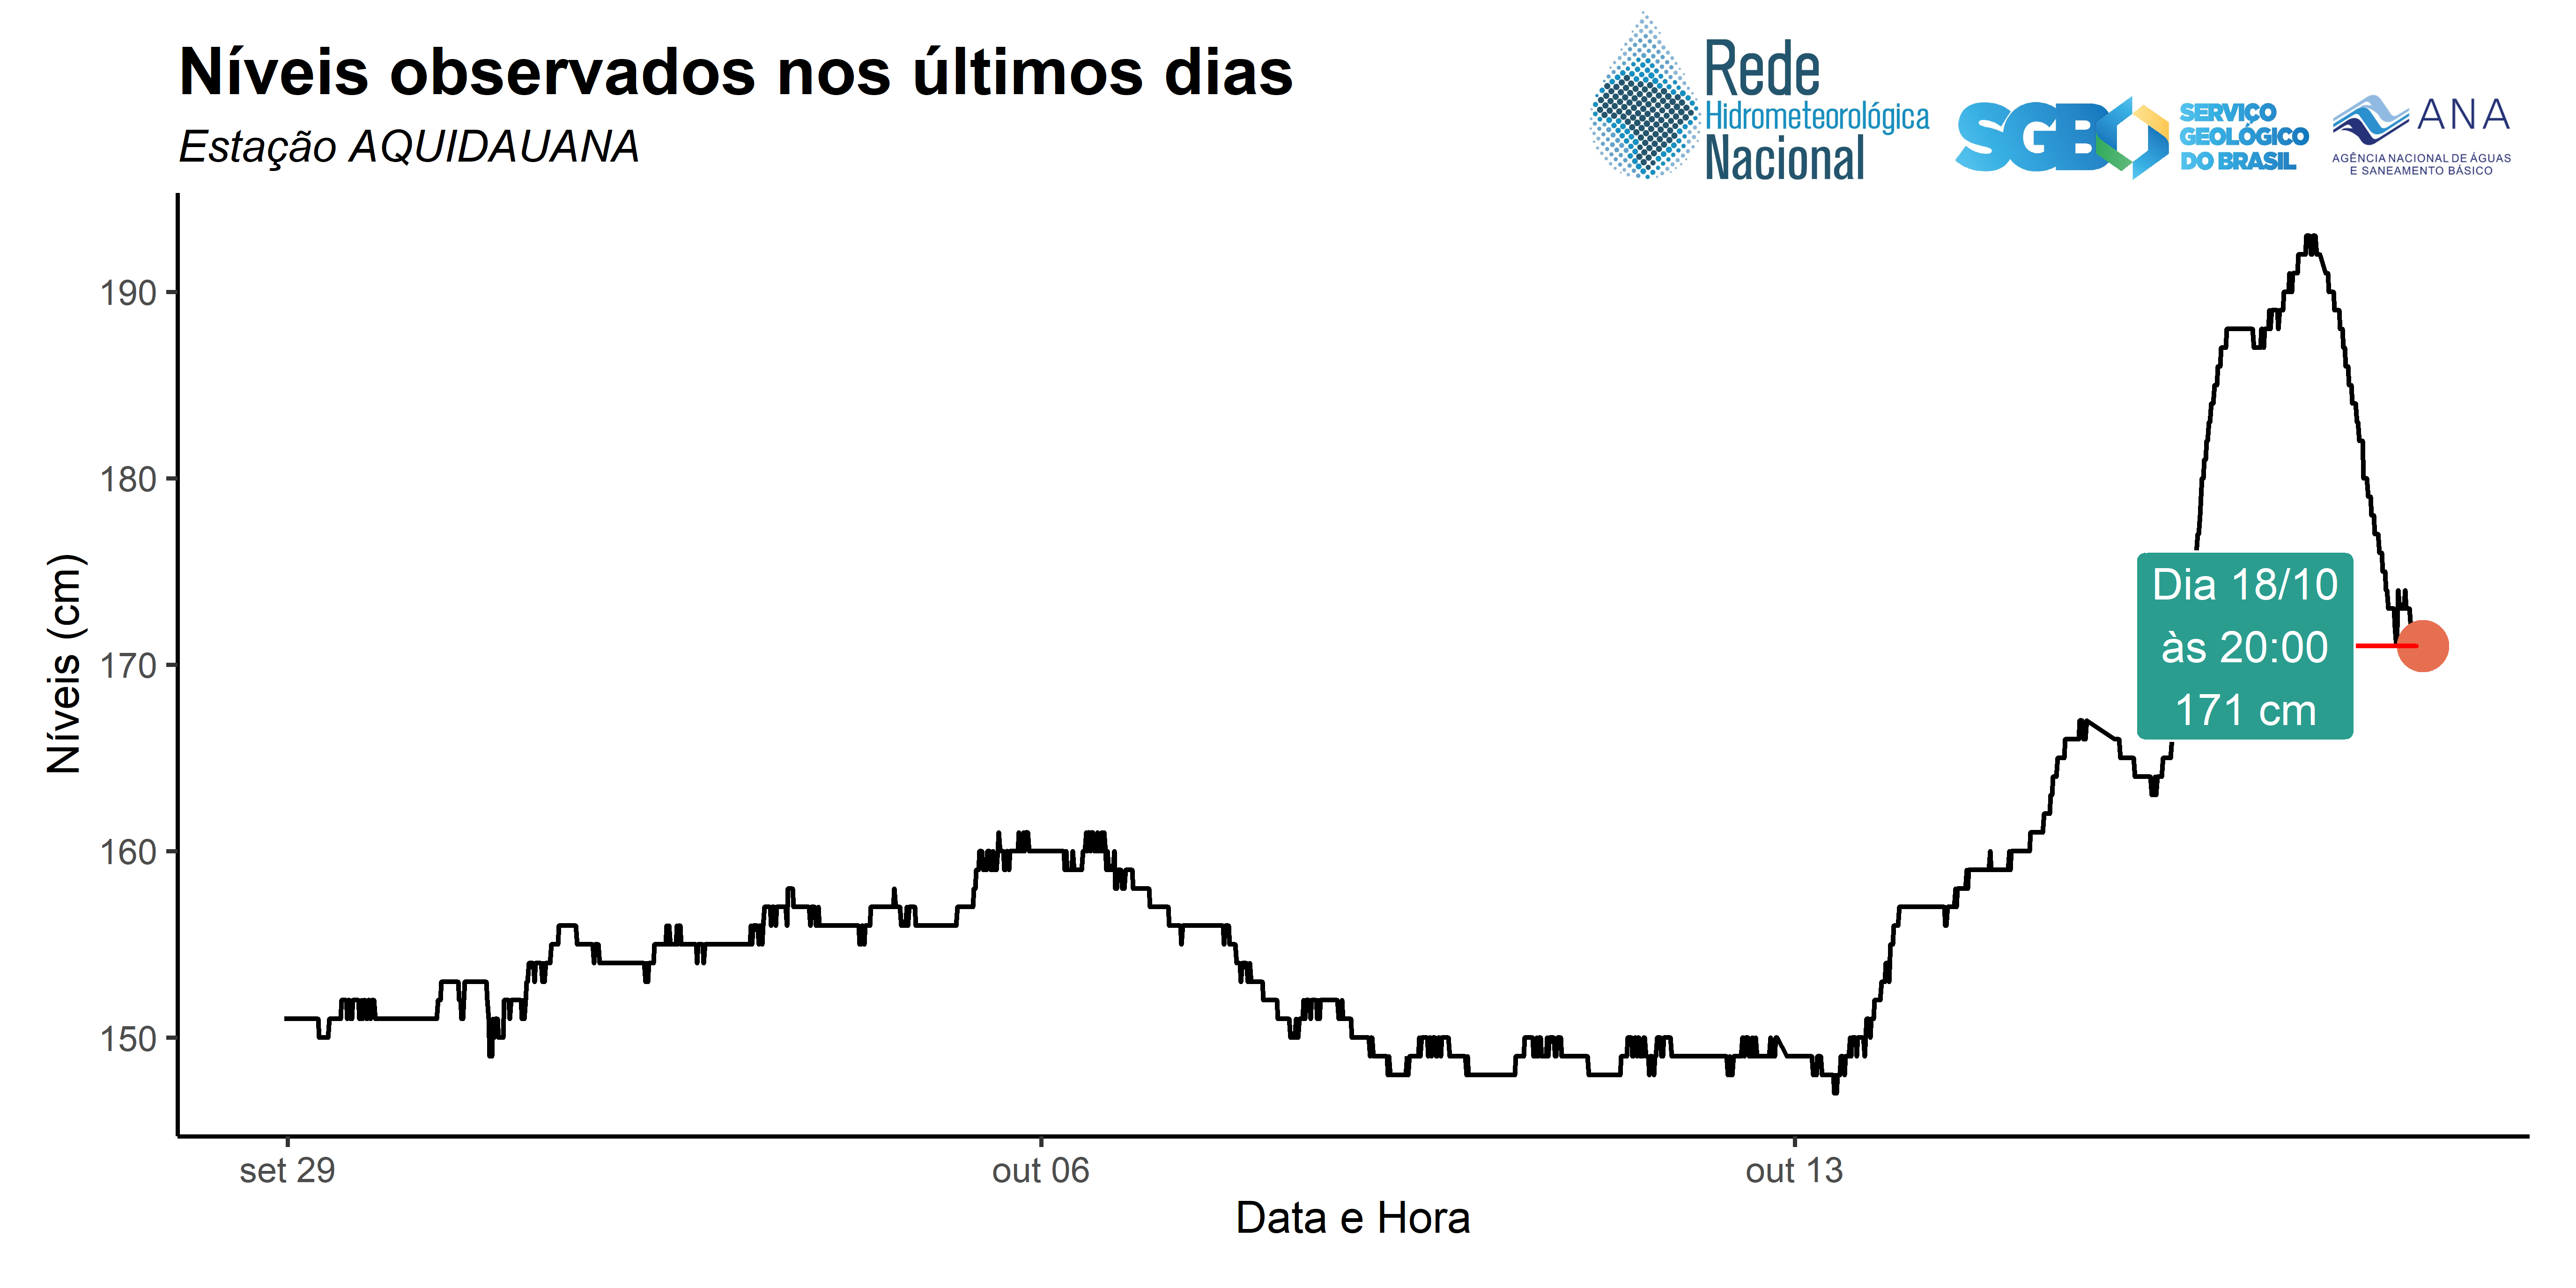 Níveis observados nos últimos dias
Estação AQUIDAUANA
Rede
Hidrometeorológica
Nacional
SGB
SERVIÇO
GEOLÓGICO
DO BRASIL
ANA
AGÊNCIA NACIONAL DE ÁGUAS
E SANEAMENTO BÁSICO
Níveis (cm)
190
180
170
160
150
Dia 18/10
às 20:00
171 cm
set 29
out 06
out 13
Data e Hora